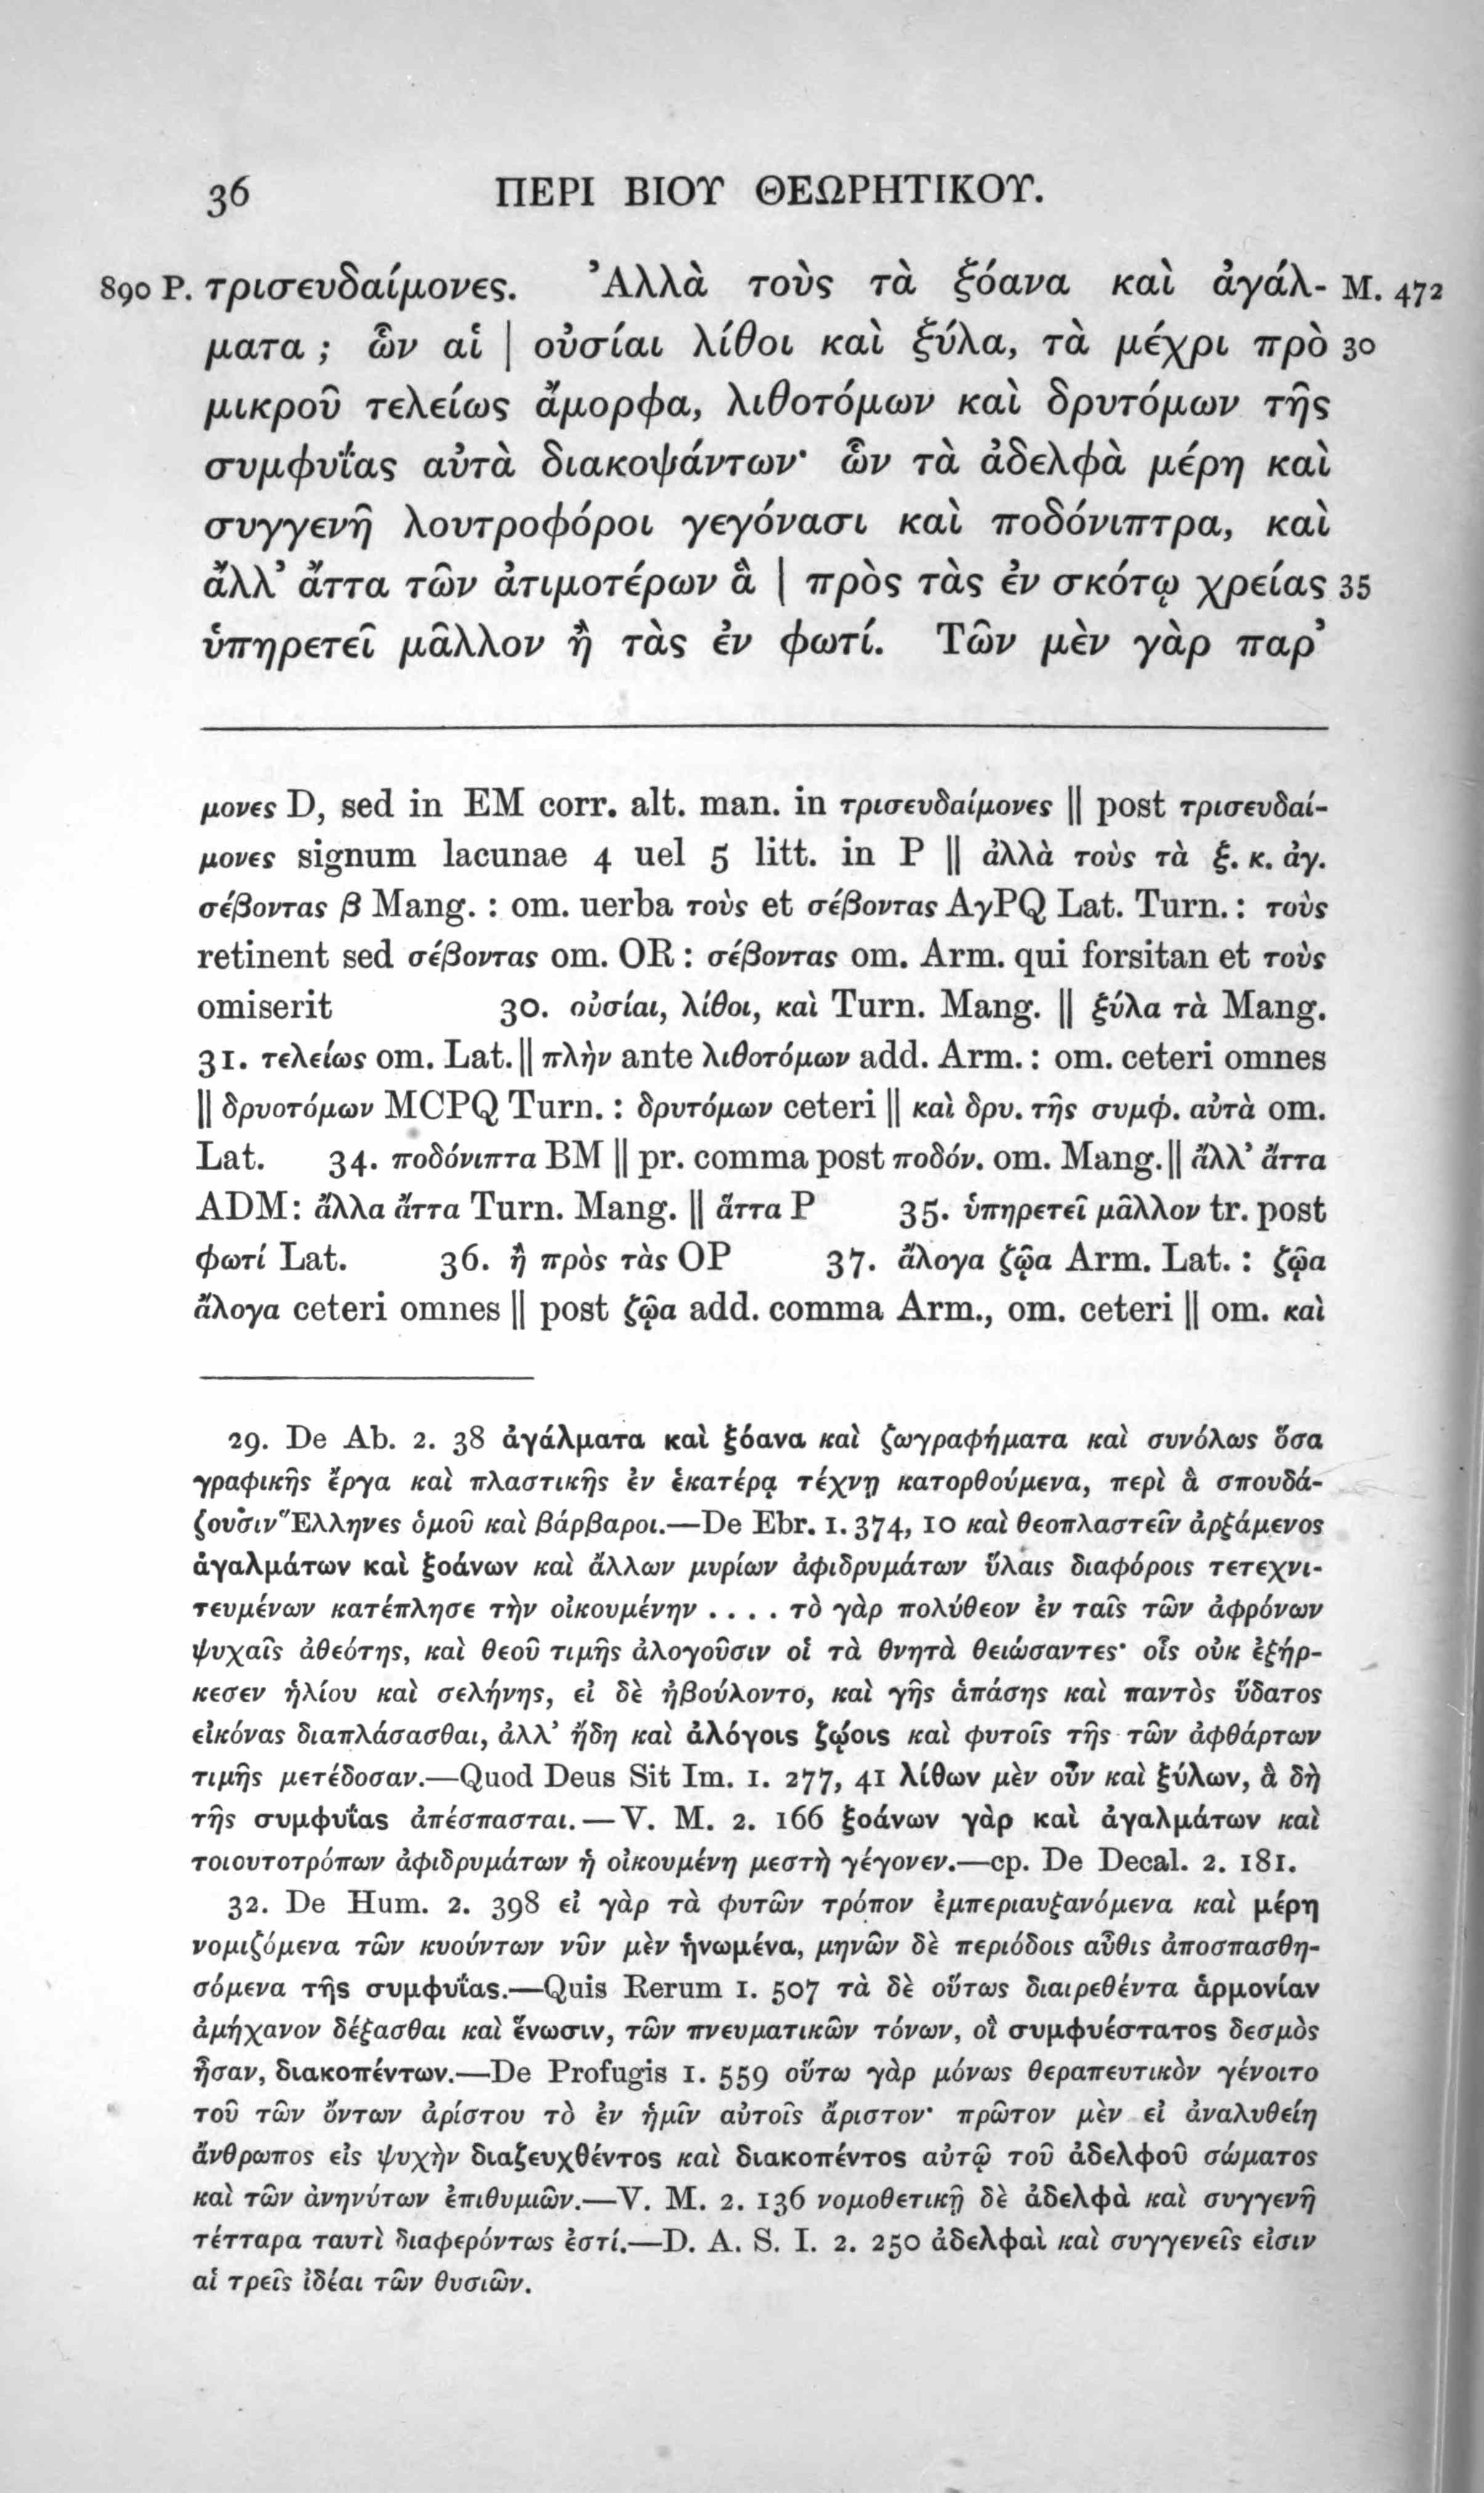 36 ΠΕΡΙ ΒΙΟΥ ΘΕΩΡΗΤΙΚΟΥ.
890 P. τρισευδαίμονες. Ἀλλὰ τοὺς τὰ ξόανα καὶ ἀγάλ- M. 472
ματα ; ὧν αἱ | οὐσίαι λίθοι καὶ ξύλα, τὰ μέχρι πρὸ 30
μικροῦ τελείως ἄμορφα, λιθοτόμων καὶ δρυτόμων τῆς
συμφυΐας αὐτὰ διακοψάντων· ὧν τὰ ἀδελφὰ μέρη καὶ
συγγενῆ λουτροφόροι γεγόνασι καὶ ποδόνιπτρα, καὶ
ἄλλ’ ἄττα τῶν ἀτιμοτέρων ἃ | πρὸς τὰς ἐν σκότῳ χρείας 35
ὑπηρετεῖ μᾶλλον ἢ τὰς ἐν φωτί. Τῶν μὲν γὰρ παρ’
μονες D, sed in EM corr. alt. man. in τρισευδαίμονες || post τρισευδαί-
μονες signum lacunae 4 uel 5 litt. in P || ἀλλὰ τοὺς τὰ ξ. κ. ἀγ.
σέβοντας β Mang. : om. uerba τοὺς et σέβοντας AγPQ Lat. Turn. : τοὺς
retinent sed σέβοντας om. OR : σέβοντας om. Arm. qui forsitan et τοὺς
omiserit 30. οὐσίαι, λίθοι, καὶ Turn. Mang. || ξύλα τὰ Mang.
31. τελείως om. Lat. || πλὴν ante λιθοτόμων add. Arm. : om. ceteri omnes
|| δρυοτόμων MCPQ Turn. : δρυτόμων ceteri || καὶ δρυ. τῆς συμφ. αὐτὰ om.
Lat. 34. ποδόνιπτα BM || pr. comma post ποδόν. om. Mang. || ἄλλ’ ἄττα
ADM: ἄλλα ἄττα Turn. Mang. || ἅττα P 35. ὑπηρετεῖ μᾶλλον tr. post
φωτί Lat. 36. ἢ πρὸς τὰς OP 37. ἄλογα ζῷα Arm. Lat. : ζῷα
ἄλογα ceteri omnes || post ζῷα add. comma Arm., om. ceteri || om. καὶ
29. De Ab. 2. 38 ἀγάλματα καὶ ξόανα καὶ ζωγραφήματα καὶ συνόλως ὅσα
γραφικῆς ἔργα καὶ πλαστικῆς ἐν ἑκατέρᾳ τέχνῃ κατορθούμενα, περὶ ἃ σπουδά-
ζουσιν Ἕλληνες ὁμοῦ καὶ βάρβαροι.—De Ebr. 1. 374, 10 καὶ θεοπλαστεῖν ἀρξάμενος
ἀγαλμάτων καὶ ξοάνων καὶ ἄλλων μυρίων ἀφιδρυμάτων ὕλαις διαφόροις τετεχνι-
τευμένων κατέπλησε τὴν οἰκουμένην . . . . τὸ γὰρ πολύθεον ἐν ταῖς τῶν ἀφρόνων
ψυχαῖς ἀθεότης, καὶ θεοῦ τιμῆς ἀλογοῦσιν οἱ τὰ θνητὰ θειώσαντες· οἷς οὐκ ἐξήρ-
κεσεν ἡλίου καὶ σελήνης, εἰ δὲ ἠβούλοντο, καὶ γῆς ἁπάσης καὶ παντὸς ὕδατος
εἰκόνας διαπλάσασθαι, ἀλλ’ ἤδη καὶ ἀλόγοις ζῴοις καὶ φυτοῖς τῆς τῶν ἀφθάρτων
τιμῆς μετέδοσαν.—Quod Deus Sit Im. 1. 277, 41 λίθων μὲν οὖν καὶ ξύλων, ἃ δὴ
τῆς συμφυΐας ἀπέσπασται.—V. M. 2. 166 ξοάνων γὰρ καὶ ἀγαλμάτων καὶ
τοιουτοτρόπων ἀφιδρυμάτων ἡ οἰκουμένη μεστὴ γέγονεν.—cp. De Decal. 2. 181.
32. De Hum. 2. 398 εἰ γὰρ τὰ φυτῶν τρόπον ἐμπεριαυξανόμενα καὶ μέρη
νομιζόμενα τῶν κυούντων νῦν μὲν ἡνωμένα, μηνῶν δὲ περιόδοις αὖθις ἀποσπασθη-
σόμενα τῆς συμφυΐας.—Quis Rerum 1. 507 τὰ δὲ οὕτως διαιρεθέντα ἁρμονίαν
ἀμήχανον δέξασθαι καὶ ἕνωσιν, τῶν πνευματικῶν τόνων, οἳ συμφυέστατος δεσμὸς
ἦσαν, διακοπέντων.—De Profugis 1. 559 οὕτω γὰρ μόνως θεραπευτικὸν γένοιτο
τοῦ τῶν ὄντων ἀρίστου τὸ ἐν ἡμῖν αὐτοῖς ἄριστον· πρῶτον μὲν εἰ ἀναλυθείη
ἄνθρωπος εἰς ψυχὴν διαζευχθέντος καὶ διακοπέντος αὐτῷ τοῦ ἀδελφοῦ σώματος
καὶ τῶν ἀνηνύτων ἐπιθυμιῶν.—V. M. 2. 136 νομοθετικῇ δὲ ἀδελφὰ καὶ συγγενῆ
τέτταρα ταυτὶ διαφερόντως ἐστί.—D. A. S. I. 2. 250 ἀδελφαὶ καὶ συγγενεῖς εἰσιν
αἱ τρεῖς ἰδέαι τῶν θυσιῶν.